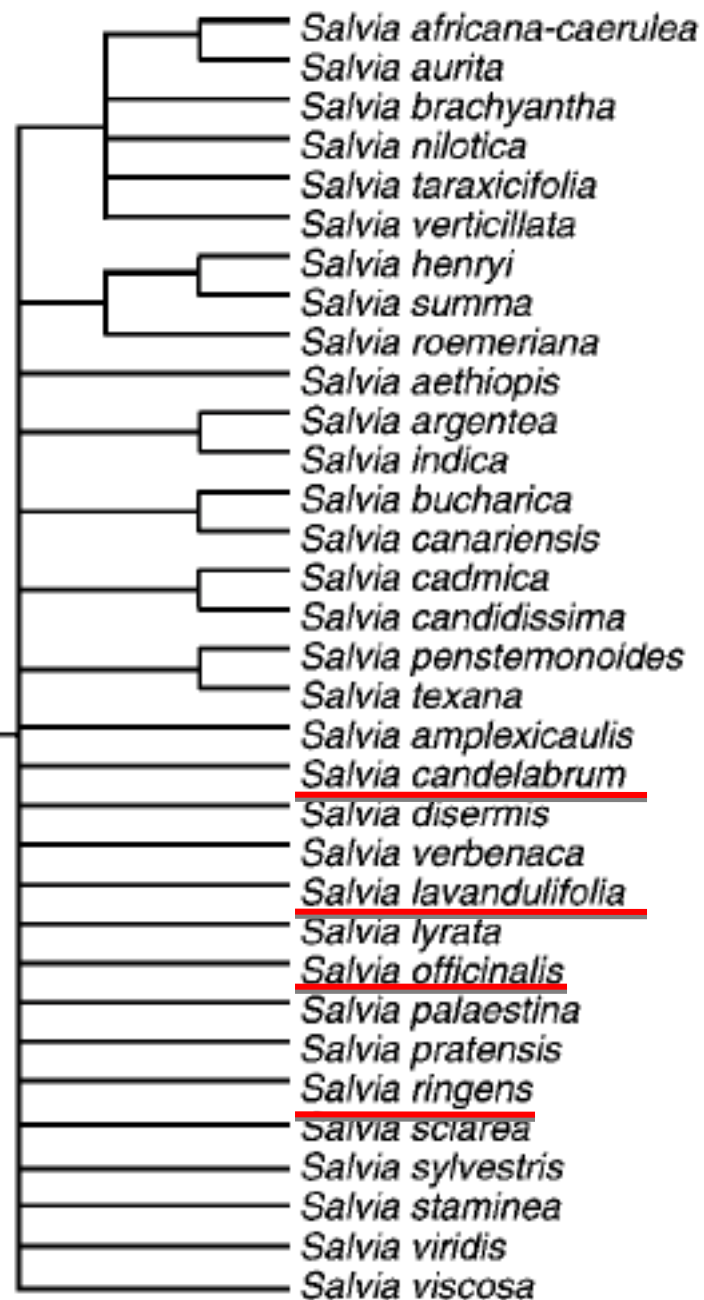 Salvia africana-caerulea
Salvia aurita
Salvia brachyantha
Salvia nilotica
Salvia taraxicifolia
Salvia verticillata
Salvia henryi
Salvia summa
Salvia roemeriana
Salvia aethiopis
Salvia argentea
Salvia indica
Salvia bucharica
Salvia canariensis
Salvia cadmica
Salvia candidissima
Salvia penstemonoides
Salvia texana
Salvia amplexicaulis
Salvia candelabrum
Salvia disermis
Salvia verbenaca
Salvia lavandulifolia
Salvia lyrata
Salvia officinalis
Salvia palaestina
Salvia pratensis
Salvia ringens
Salvia sclarea
Salvia sylvestris
Salvia staminea
Salvia viridis
Salvia viscosa